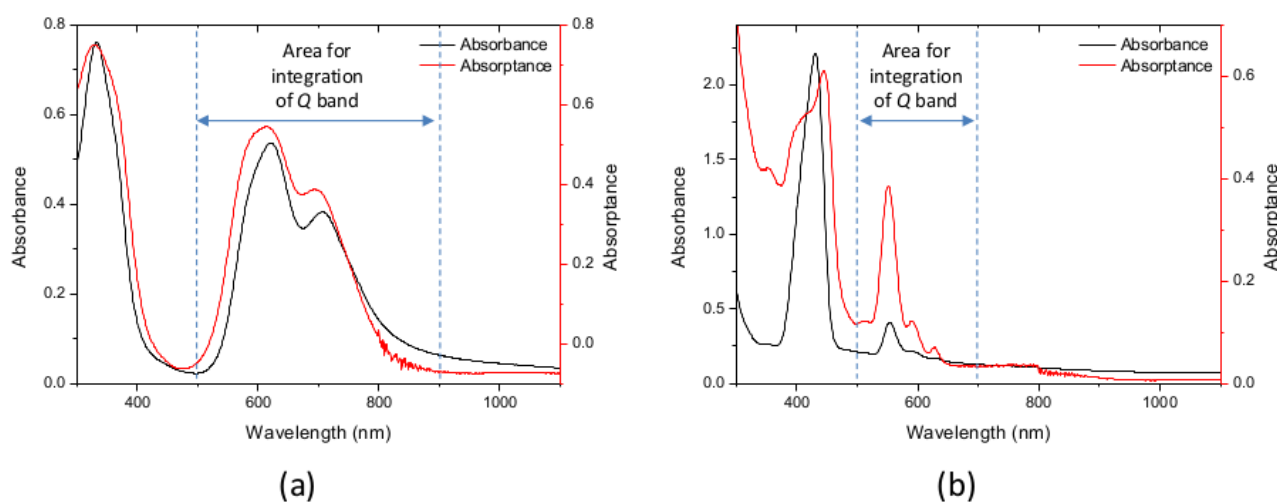 0.8
0.6
0.4
0.2
0.0
Absorbance
400
600
800
1000
Wavelength (nm)
0.8
0.6
0.4
0.2
0.0
Absorptance
Area for
integration
of Q band
Absorbance
Absorptance
(a)
2.0
1.5
1.0
0.5
0.0
Absorbance
400
600
800
1000
Wavelength (nm)
0.6
0.4
0.2
0.0
Absorptance
Area for
integration
of Q band
Absorbance
Absorptance
(b)